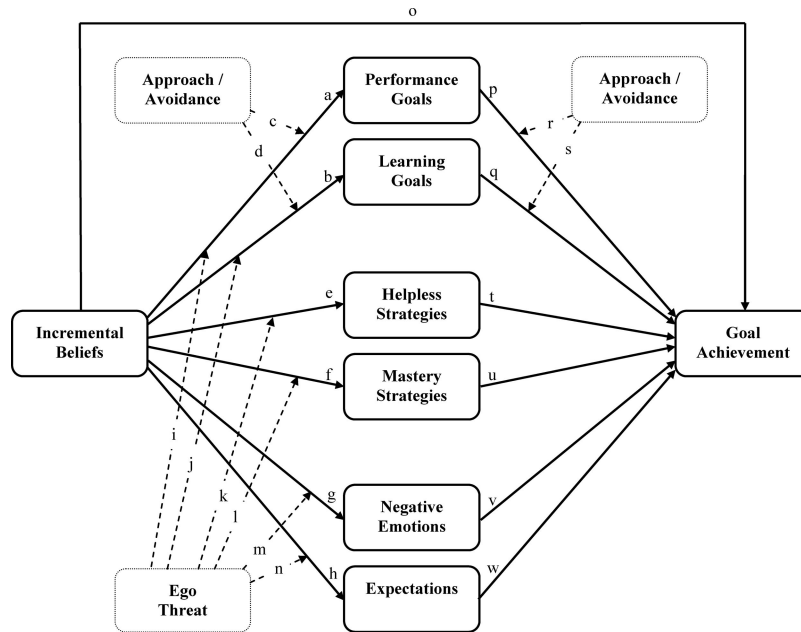 o
Approach /
Avoidance
Performance
Goals
Approach /
Avoidance
a
p
c
r
d
s
Learning
Goals
b
q
Incremental
Beliefs
e
Helpless
Strategies
t
Goal
Achievement
f
Mastery
Strategies
u
i
j
k
l
g
Negative
Emotions
v
m
n
h
Expectations
w
Ego
Threat